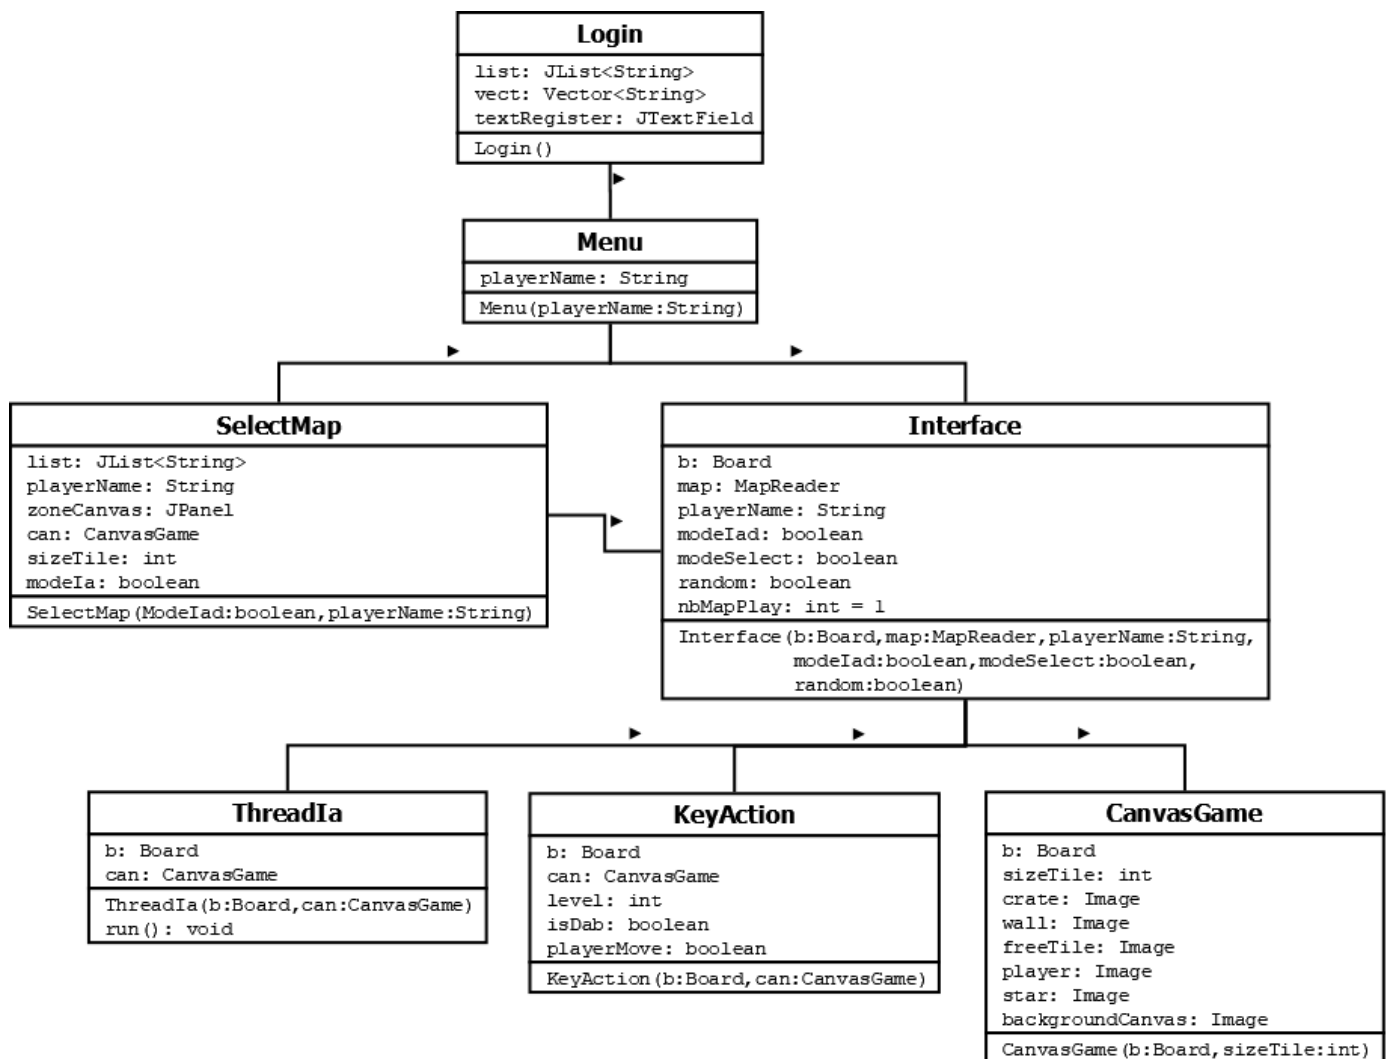 Login
list: JList<String>
vect: Vector<String>
textRegister: JTextField
Login()
Menu
playerName: String
Menu(playerName:String)
SelectMap
list: JList<String>
playerName: String
zoneCanvas: JPanel
can: CanvasGame
sizeTile: int
modeIa: boolean
SelectMap(ModeIad:boolean,playerName:String)
Interface
b: Board
map: MapReader
playerName: String
modeIad: boolean
modeSelect: boolean
random: boolean
nbMapPlay: int = 1
Interface(b:Board,map:MapReader,playerName:String,
modeIad:boolean,modeSelect:boolean,
random:boolean)
ThreadIa
b: Board
can: CanvasGame
ThreadIa(b:Board,can:CanvasGame)
run(): void
KeyAction
b: Board
can: CanvasGame
level: int
isDab: boolean
playerMove: boolean
KeyAction(b:Board,can:CanvasGame)
CanvasGame
b: Board
sizeTile: int
crate: Image
wall: Image
freeTile: Image
player: Image
star: Image
backgroundCanvas: Image
CanvasGame(b:Board,sizeTile:int)